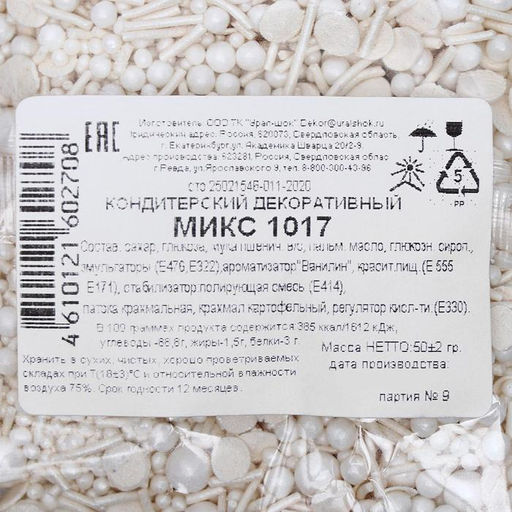 ЕАС
Изготовитель: ООО ТК "Урал-шок" Dekor@uralshok.ru
Юридический адрес: Россия, 620073, Свердловская область,
г. Екатеринбург,ул. Академика Шварца 20/2-9.
Адрес производства: 623281, Россия, Свердловская область,
г.Ревда, ул.Ярославского 9, тел. 8-800-300-43-96
сто 25021548-011-2020
КОНДИТЕРСКИЙ ДЕКОРАТИВНЫЙ
МИКС 1017
Состав: сахар, глюкоза, мука пшенич. в/с, пальм. масло, глюкозн. сироп.,
эмульгаторы (Е476,Е322),ароматизатор"Ванилин", красит.пищ.(Е 555
Е171), стабилизатор,полирующая смесь (Е414),
патока крахмальная, крахмал картофельный, регулятор кисл-ти.(Е330).
В 100 граммах продукта содержится:385 ккал/1612 кДж,
углеводы -86,6г, жиры-1,5г, белки-3 г.
Хранить в сухих, чистых, хорошо проветриваемых
складах при Т(18±3)°С и относительной влажности
воздуха 75%. Срок годности 12 месяцев.
Масса НЕТТО:50±2 гр.
дата производства:
партия № 9
5
PP
4 610121 602708